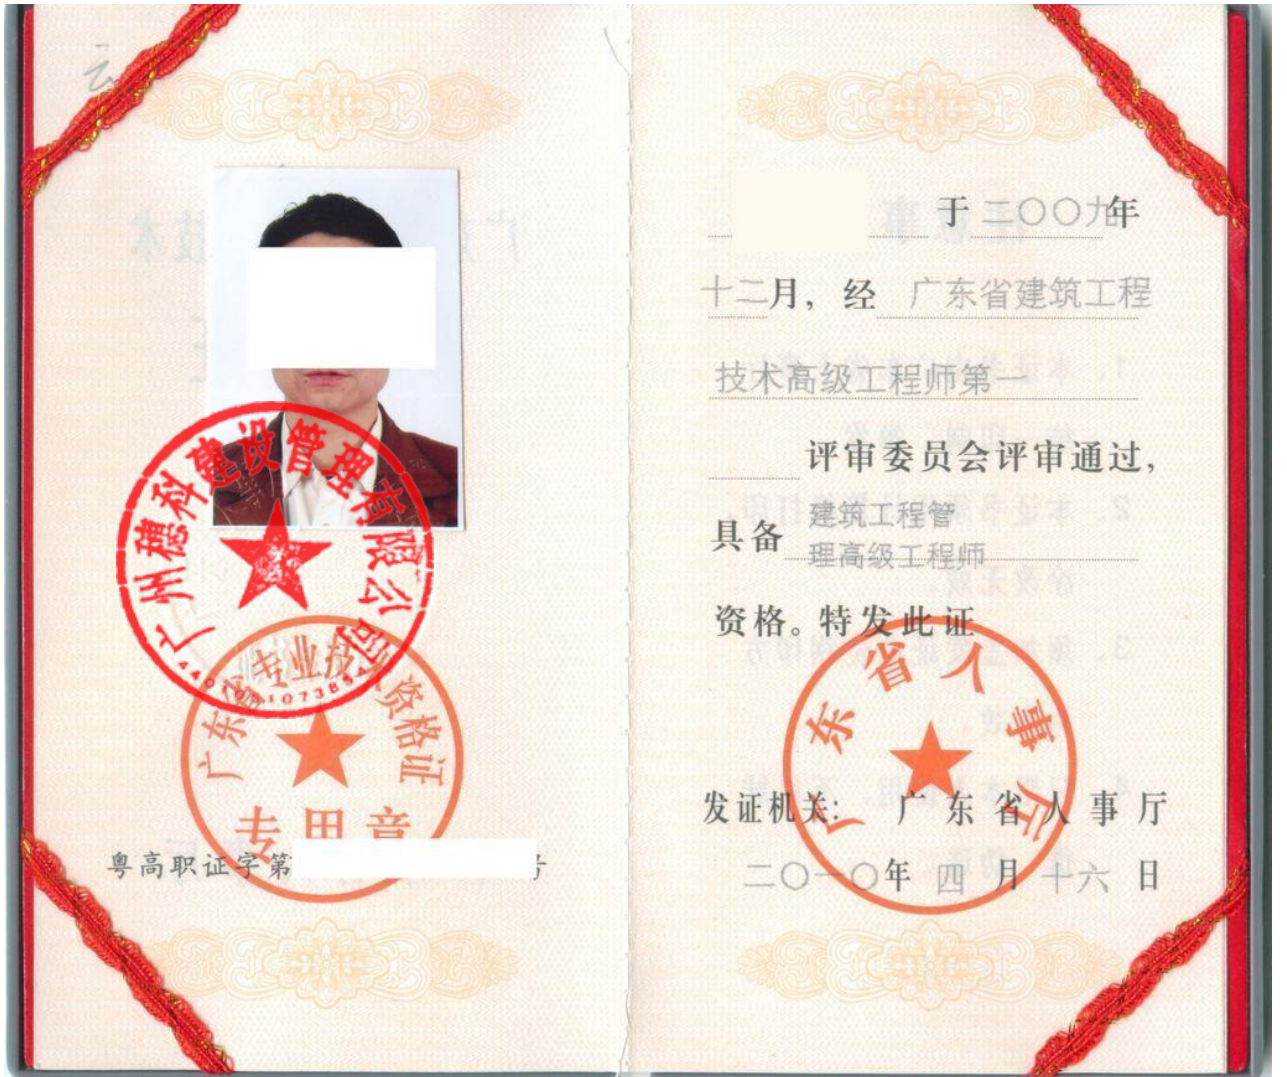 云
广州穗科建设管理有限公司
广东省专业技术资格证
专用章
粤高职证字第
号
于二〇〇九年
十二月，经 广东省建筑工程
技术高级工程师第一
评审委员会评审通过，
具备 建筑工程管
理高级工程师
资格。特发此证
广东省人事厅
发证机关： 广东省人事厅
二〇一〇年 四 月 十六 日